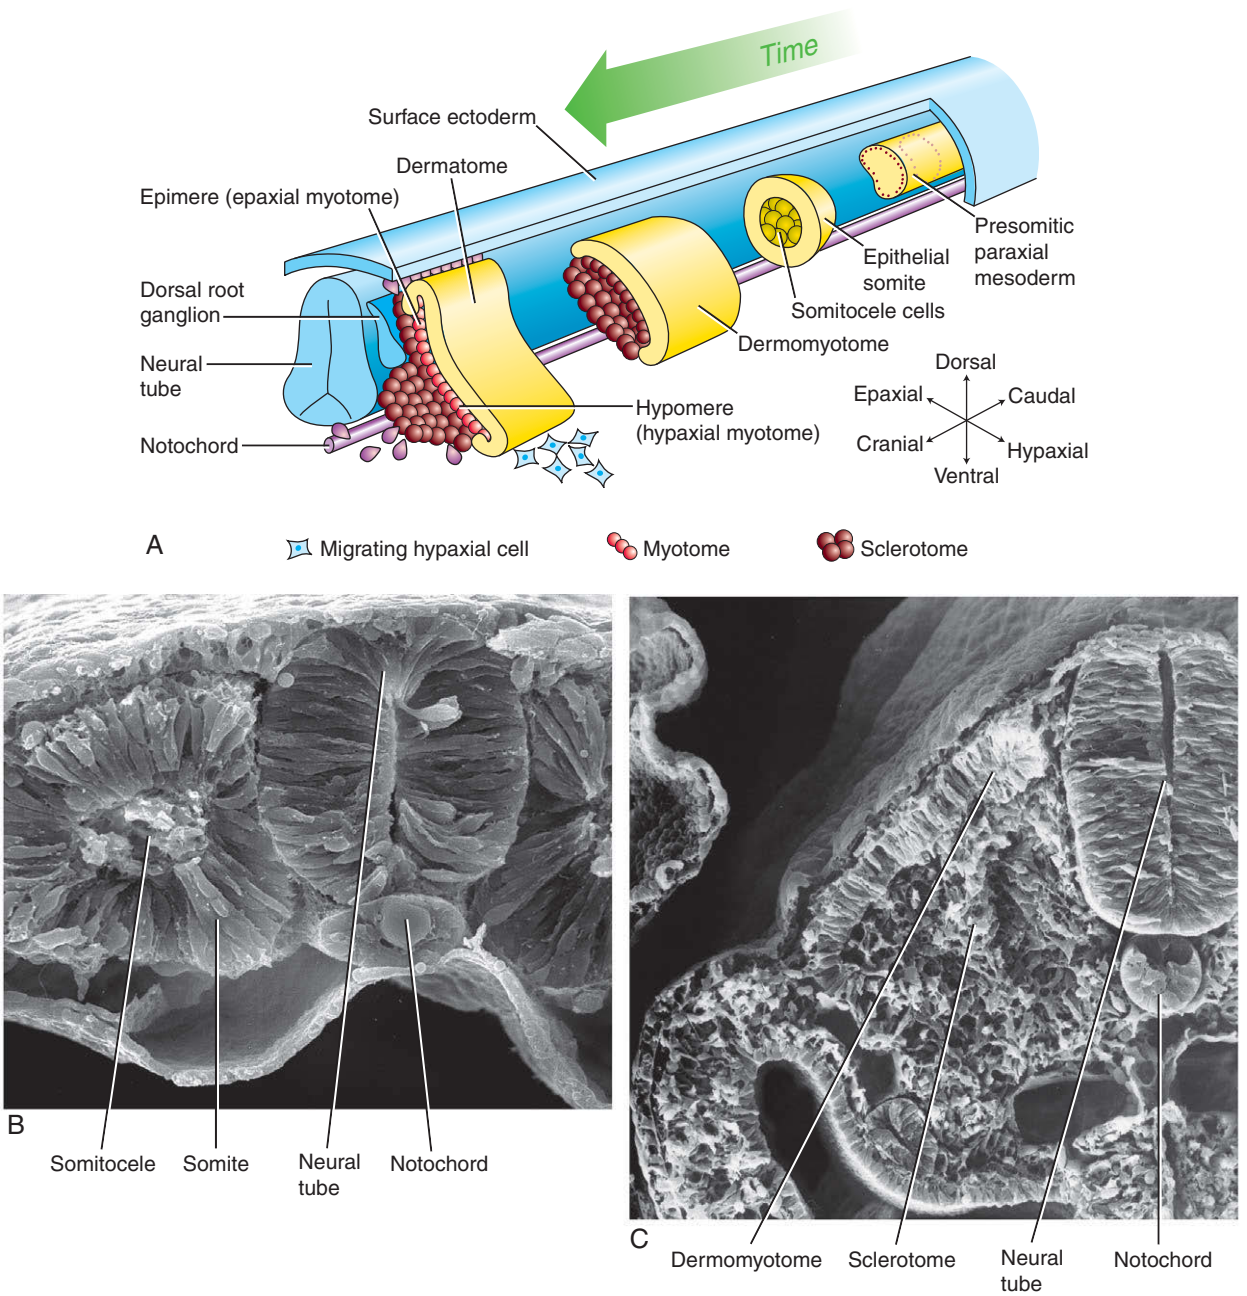 Time
Surface ectoderm
Dermatome
Epimere (epaxial myotome)
Presomitic
paraxial
mesoderm
Epithelial
somite
Dorsal root
ganglion
Somitocele cells
Dermomyotome
Neural
tube
Dorsal
Epaxial
Caudal
Hypomere
(hypaxial myotome)
Notochord
Cranial
Hypaxial
Ventral
A
Migrating hypaxial cell
Myotome
Sclerotome
B
Somitocele
Somite
Neural
tube
Notochord
C
Dermomyotome
Sclerotome
Neural
tube
Notochord